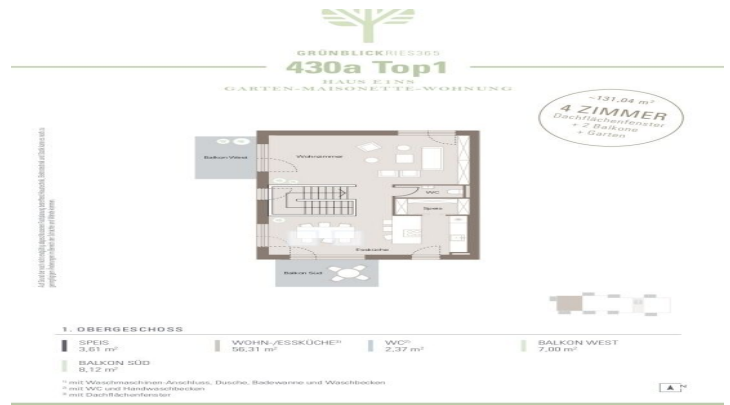 GRÜNBLICKRIES365
430a Top1
HAUS EINS
GARTEN-MAISONETTE-WOHNUNG
~131,04 m²
4 ZIMMER
Dachflächenfenster
+ 2 Balkone
+ Garten
Balkon West
Wohnzimmer
WC
Speis
Essküche
Balkon Süd
1. OBERGESCHOSS
SPEIS
3,61 m²
WOHN-/ESSKÜCHE³⁾
56,31 m²
WC²⁾
2,37 m²
BALKON WEST
7,00 m²
BALKON SÜD
8,12 m²
¹⁾ mit Waschmaschinen-Anschluss, Dusche, Badewanne und Waschbecken
²⁾ mit WC und Handwaschbecken
³⁾ mit Dachflächenfenster
N